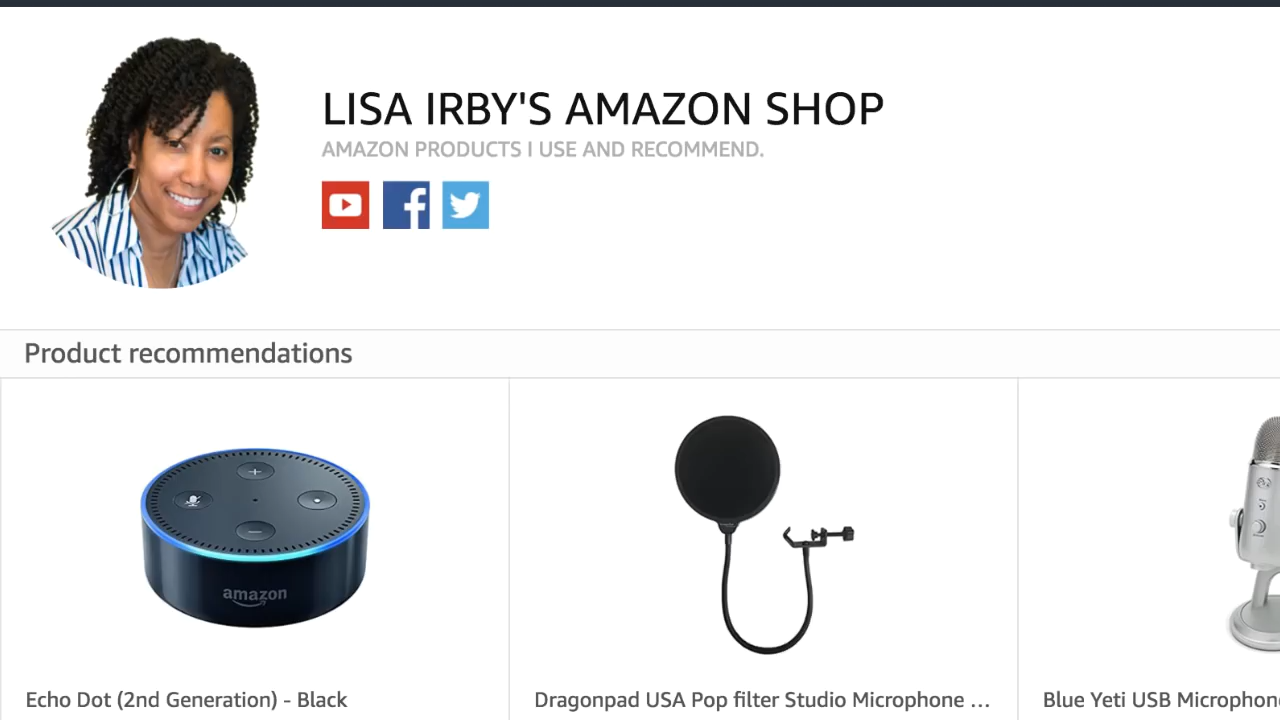 LISA IRBY'S AMAZON SHOP
AMAZON PRODUCTS I USE AND RECOMMEND.
Product recommendations
amazon
Echo Dot (2nd Generation) - Black
Dragonpad USA Pop filter Studio Microphone ...
Blue Yeti USB Microphon